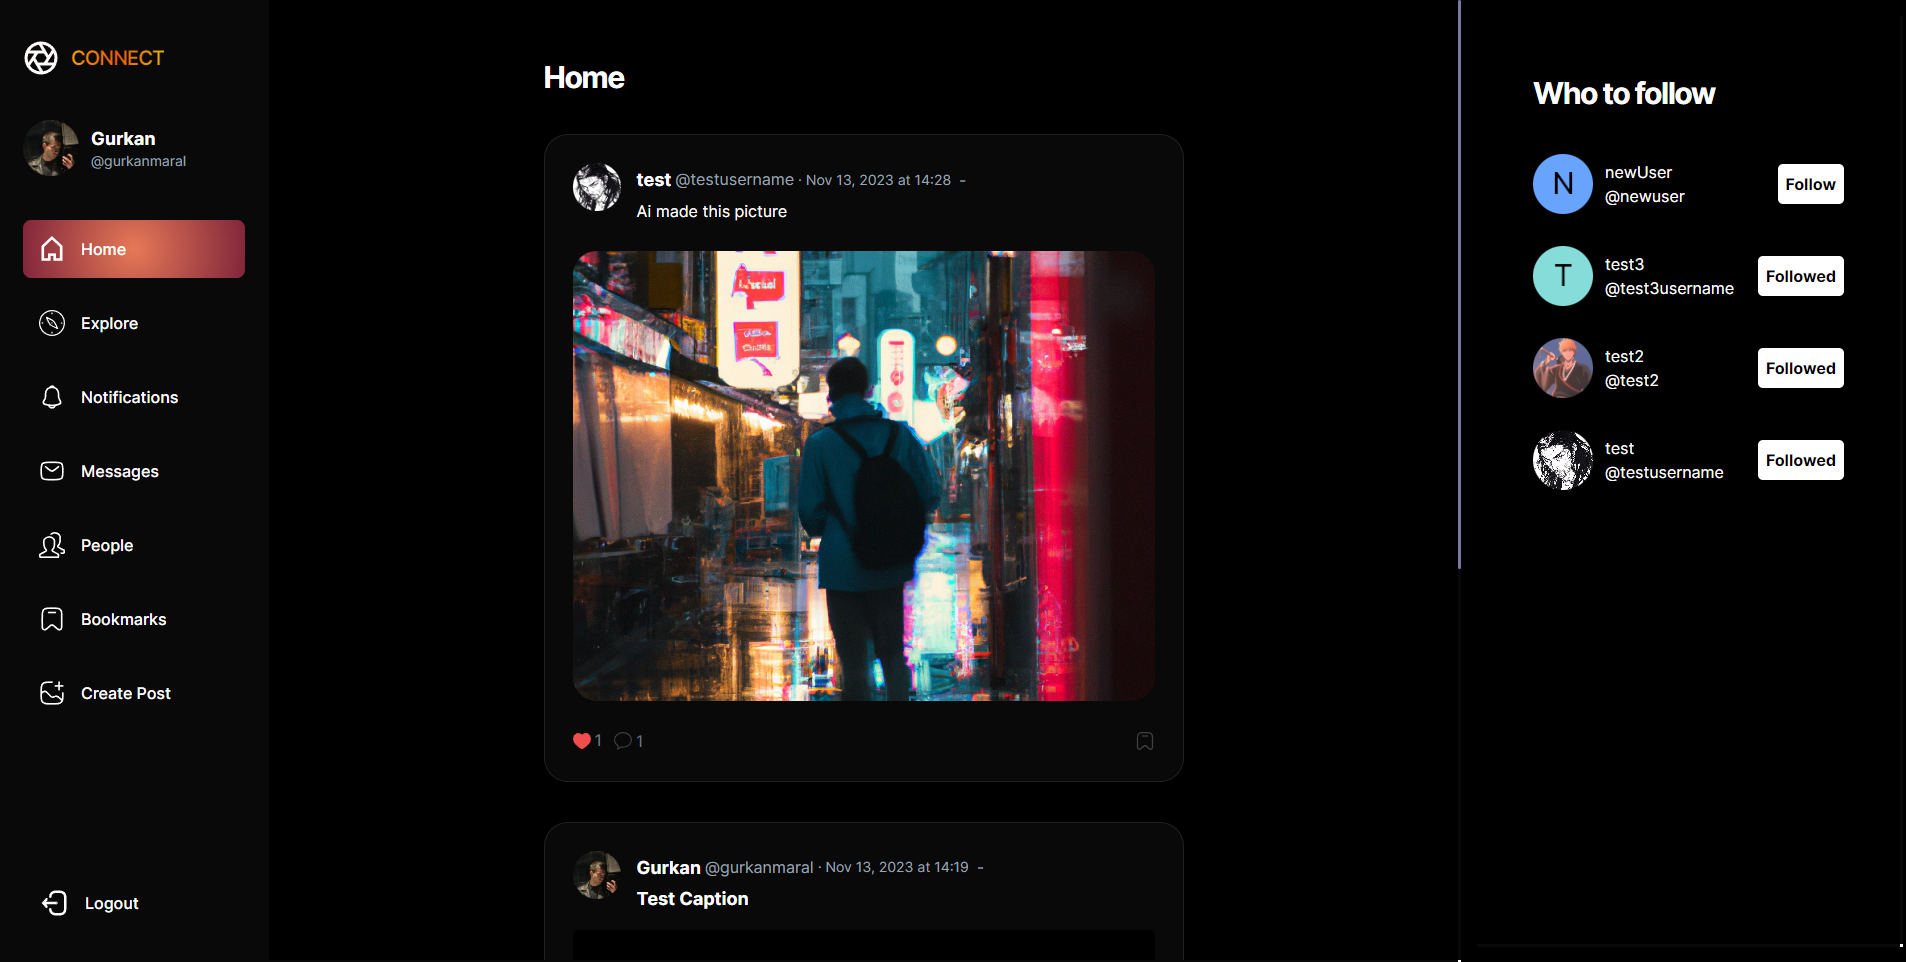 CONNECT
Gurkan
@gurkanmaral
Home
Explore
Notifications
Messages
People
Bookmarks
Create Post
Logout
Home
test @testusername · Nov 13, 2023 at 14:28 -
Ai made this picture
1 1
Gurkan @gurkanmaral · Nov 13, 2023 at 14:19 -
Test Caption
Who to follow
N
newUser
@newuser
Follow
T
test3
@test3username
Followed
test2
@test2
Followed
test
@testusername
Followed